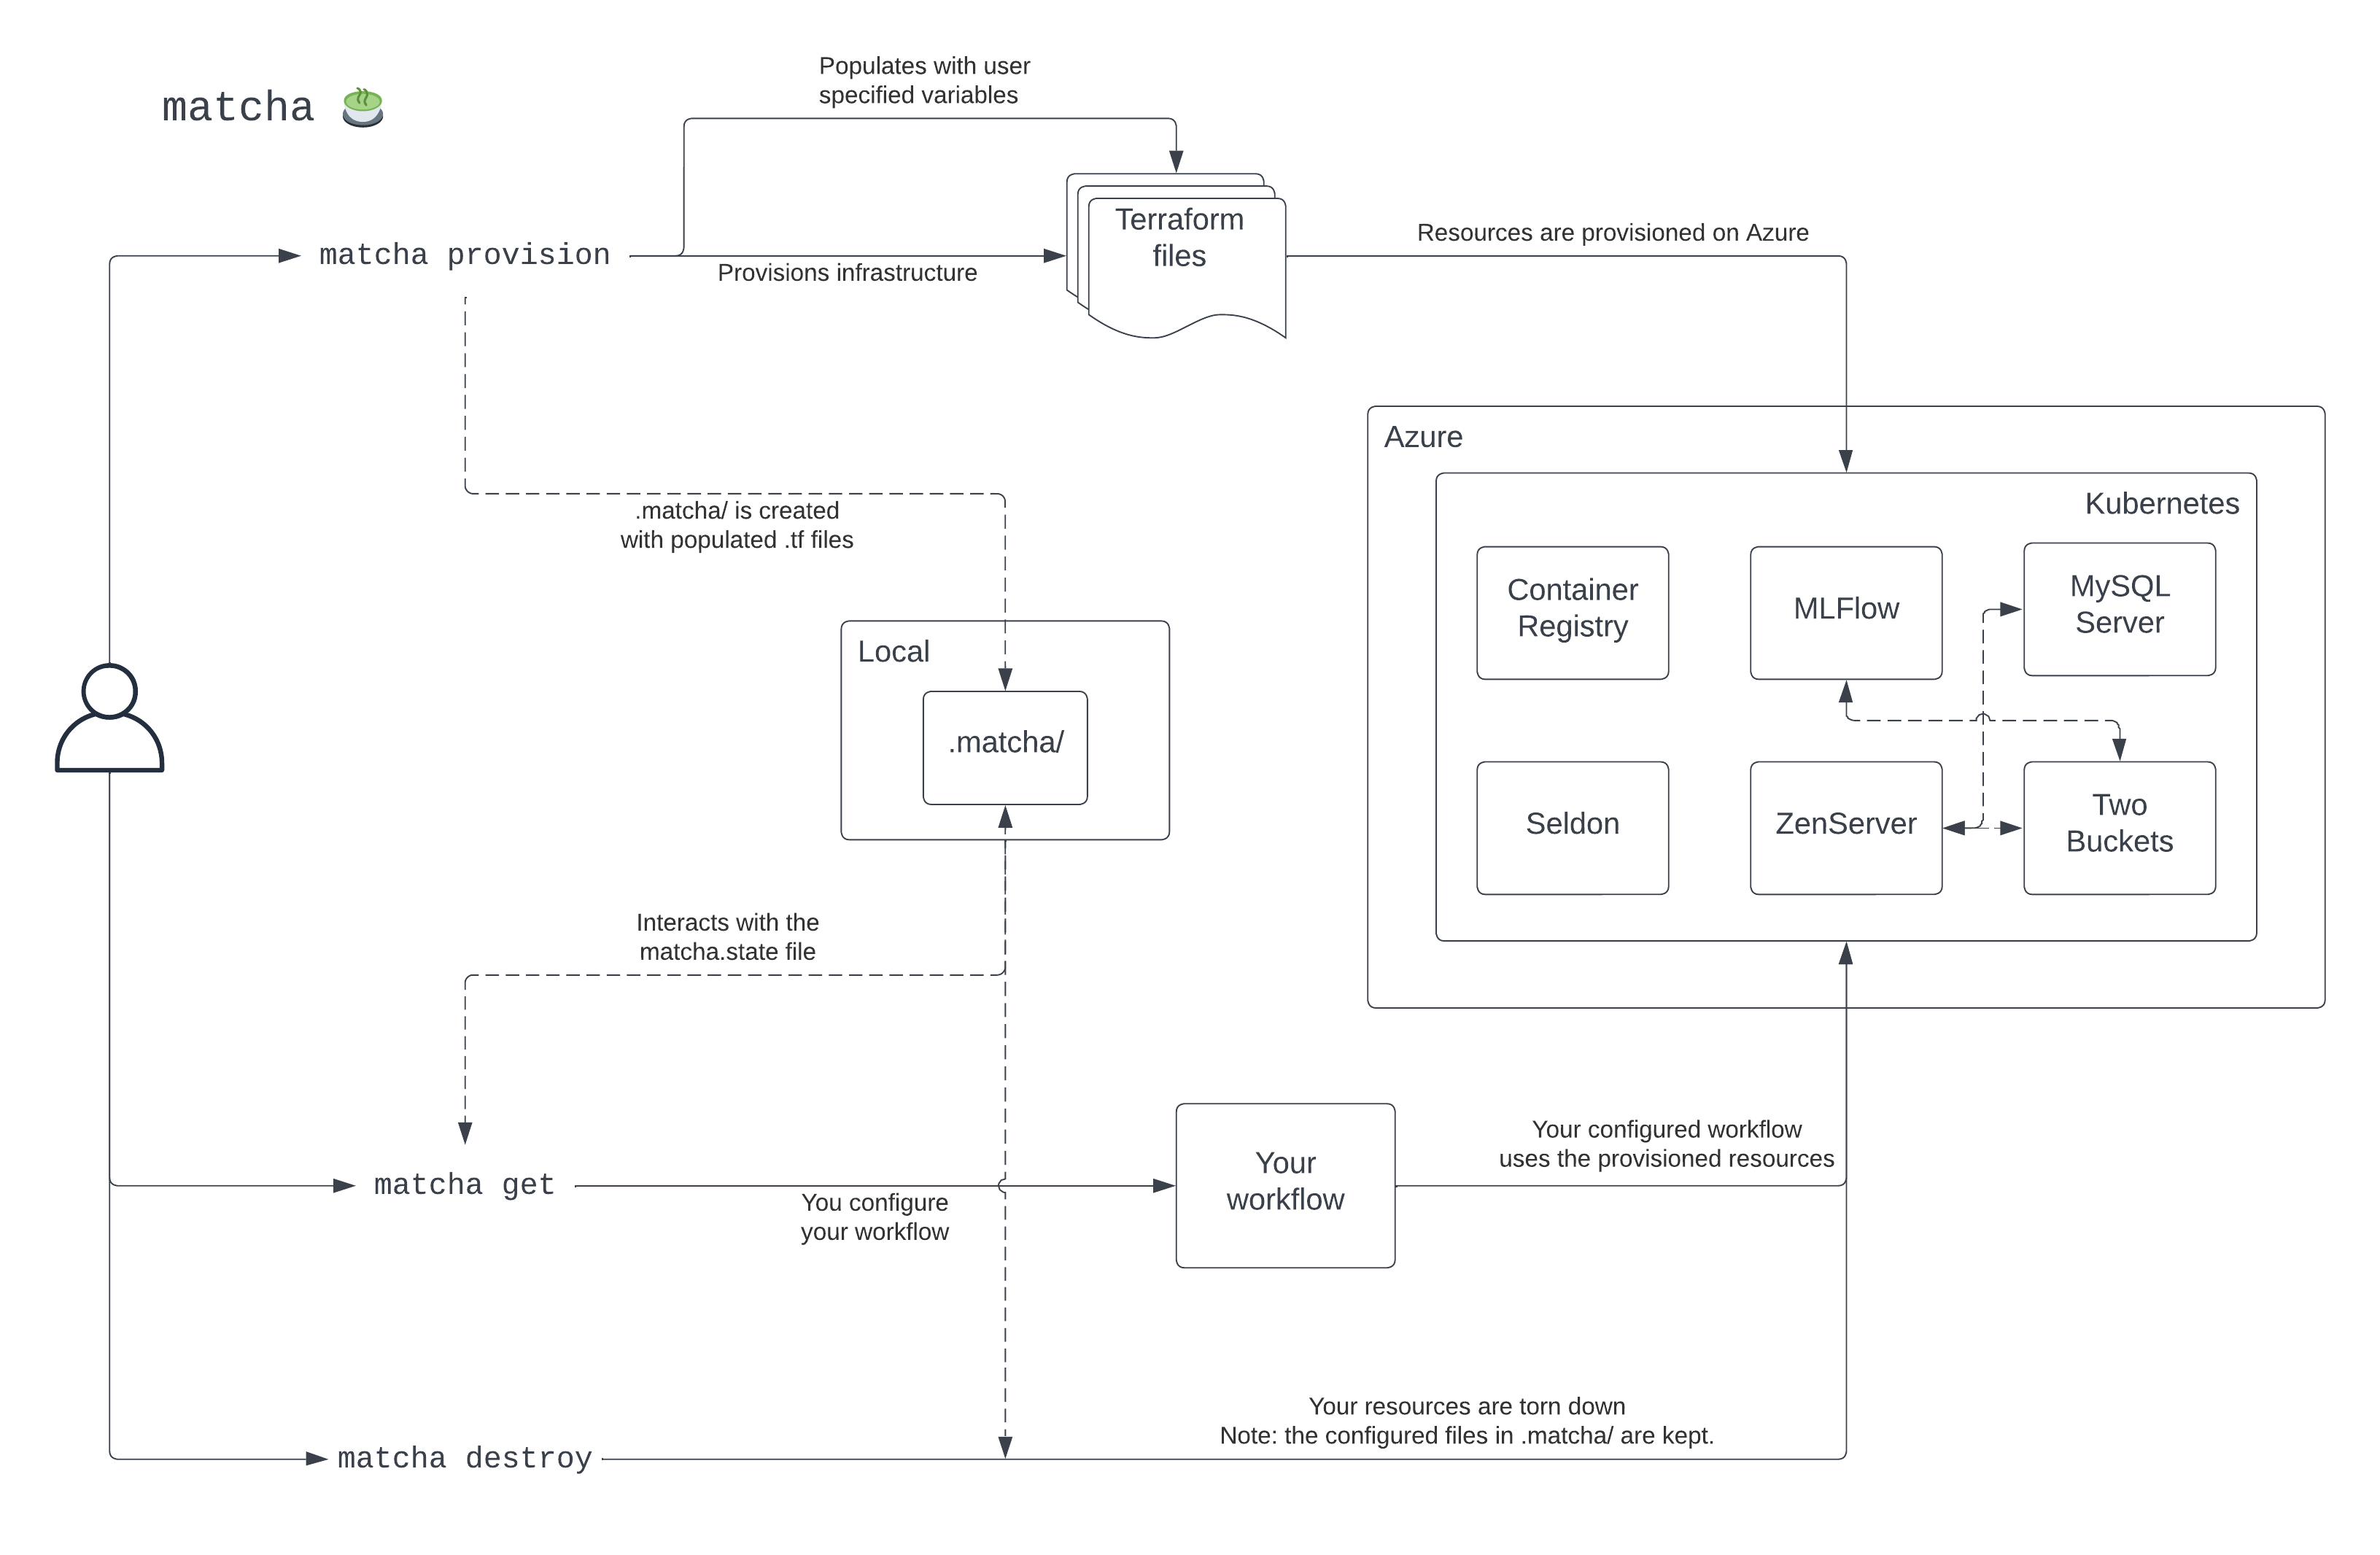 Populates with user
specified variables
matcha
Terraform
files
Resources are provisioned on Azure
matcha provision
Provisions infrastructure
Azure
Kubernetes
.matcha/ is created
with populated .tf files
Container
Registry
MLFlow
MySQL
Server
Local
.matcha/
Seldon
ZenServer
Two
Buckets
Interacts with the
matcha.state file
Your configured workflow
uses the provisioned resources
Your
workflow
matcha get
You configure
your workflow
Your resources are torn down
Note: the configured files in .matcha/ are kept.
matcha destroy